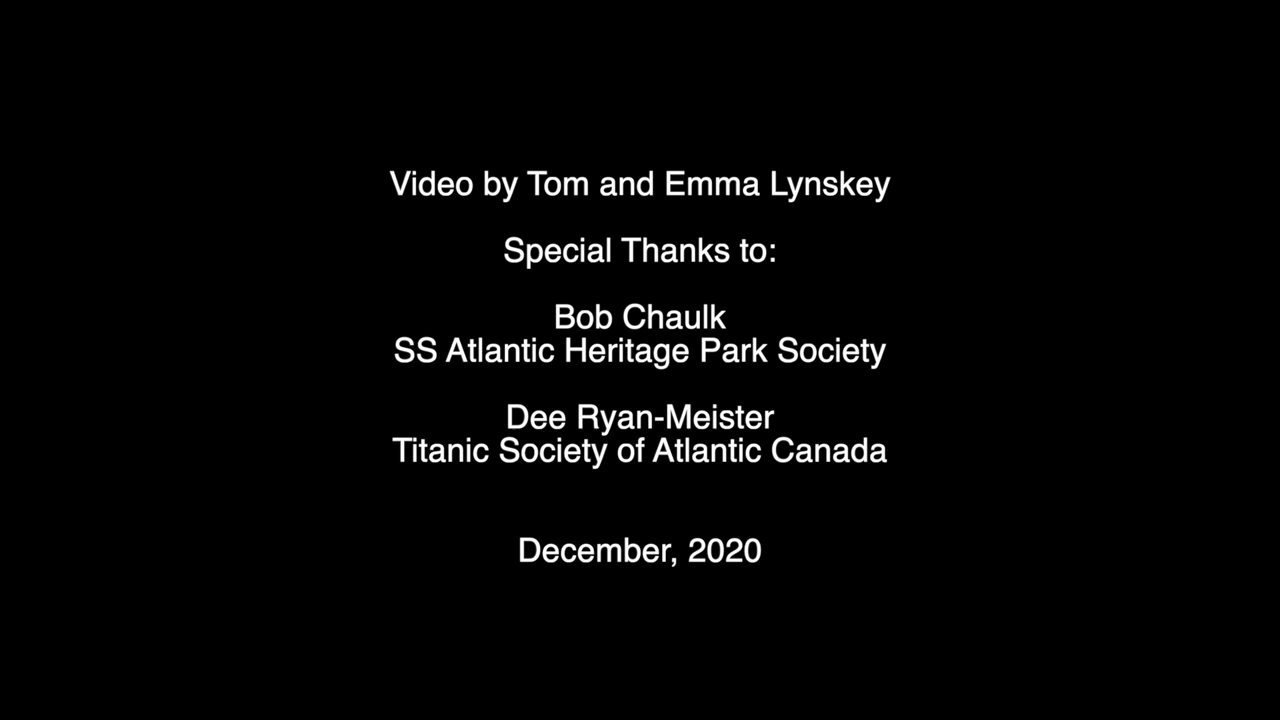 Video by Tom and Emma Lynskey
Special Thanks to:
Bob Chaulk
SS Atlantic Heritage Park Society
Dee Ryan-Meister
Titanic Society of Atlantic Canada
December, 2020